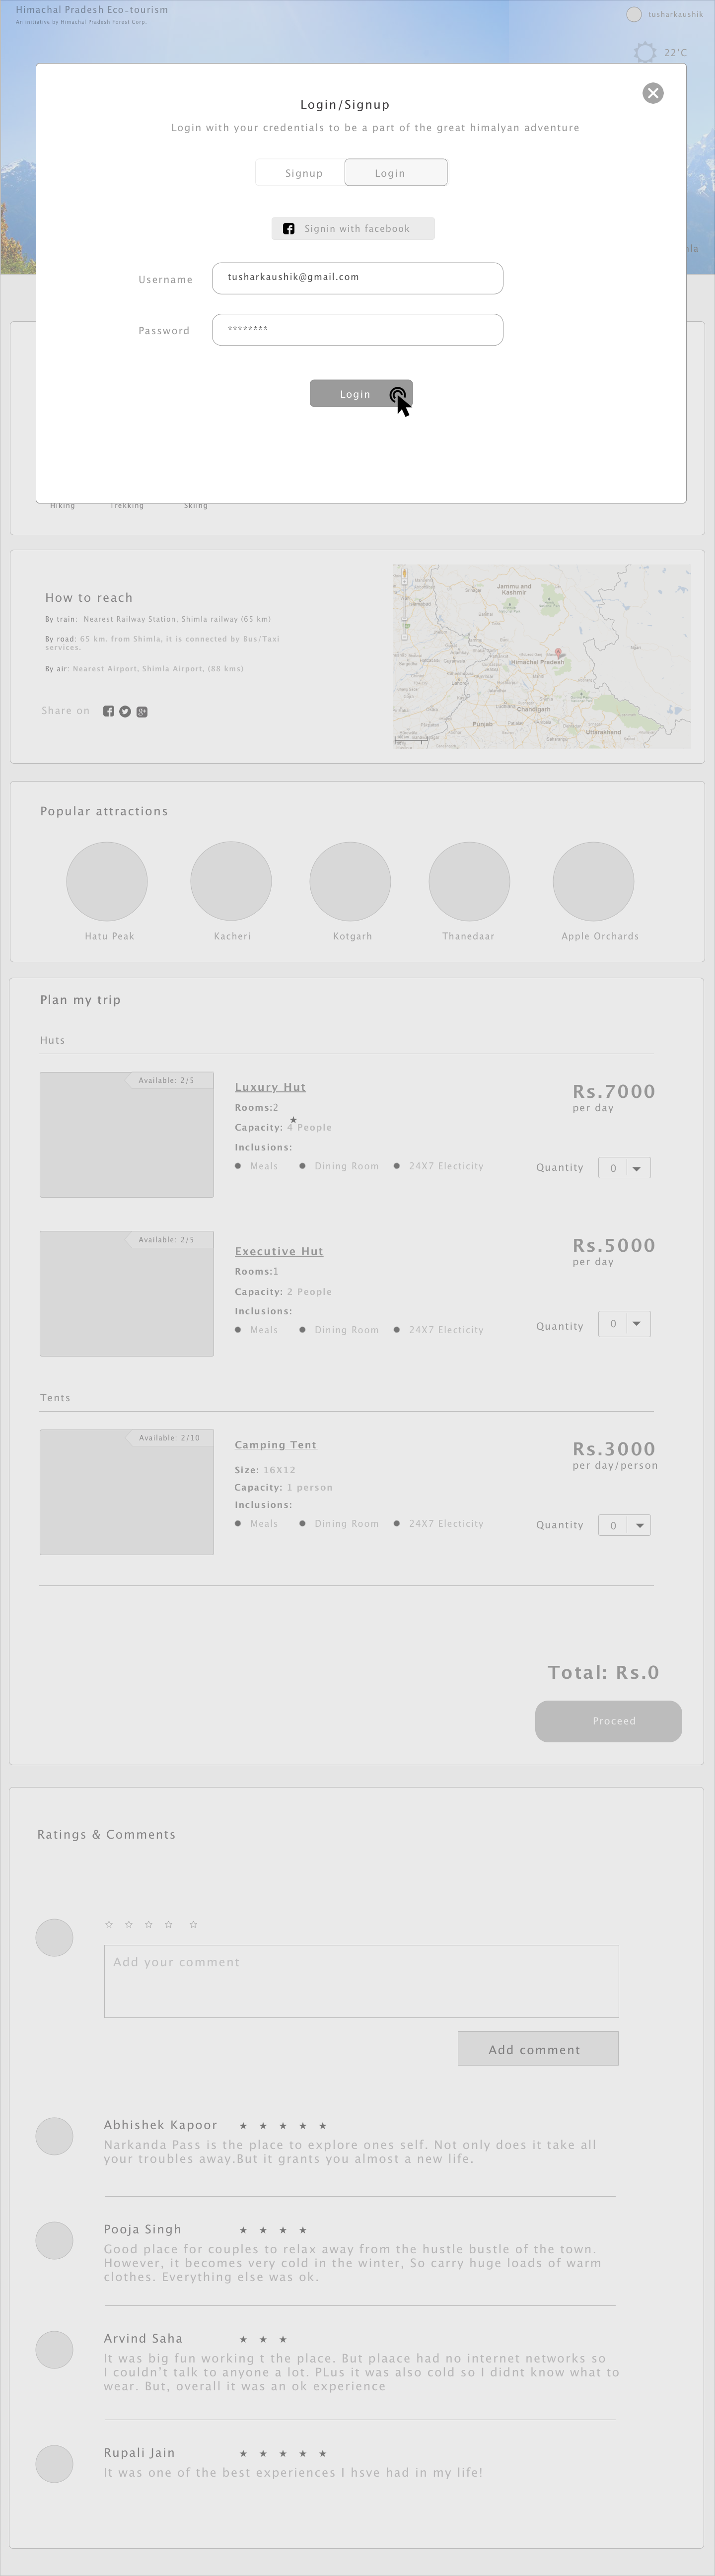 Himachal Pradesh Eco-tourism
An initiative by Himachal Pradesh Forest Corp.
tusharkaushik
22°C
Login/Signup
Login with your credentials to be a part of the great himalyan adventure
Signup
Login
Signin with facebook
Username
tusharkaushik@gmail.com
Password
********
Login
Hiking
Trekking
Skiing
How to reach
By train: Nearest Railway Station, Shimla railway (65 km)
By road: 65 km. from Shimla, it is connected by Bus/Taxi
services.
By air: Nearest Airport, Shimla Airport, (88 kms)
Share on
Jammu and
Kashmir
Himachal Pradesh
Chandigarh
Punjab
Uttarakhand
Popular attractions
Hatu Peak
Kacheri
Kotgarh
Thanedaar
Apple Orchards
Plan my trip
Huts
Available: 2/5
Luxury Hut
Rooms:2
Capacity: 4 People
Inclusions:
Meals
Dining Room
24X7 Electicity
Rs.7000
per day
Quantity
0
Available: 2/5
Executive Hut
Rooms:1
Capacity: 2 People
Inclusions:
Meals
Dining Room
24X7 Electicity
Rs.5000
per day
Quantity
0
Tents
Available: 2/10
Camping Tent
Size: 16X12
Capacity: 1 person
Inclusions:
Meals
Dining Room
24X7 Electicity
Rs.3000
per day/person
Quantity
0
Total: Rs.0
Proceed
Ratings & Comments
Add your comment
Add comment
Abhishek Kapoor
Narkanda Pass is the place to explore ones self. Not only does it take all
your troubles away.But it grants you almost a new life.
Pooja Singh
Good place for couples to relax away from the hustle bustle of the town.
However, it becomes very cold in the winter, So carry huge loads of warm
clothes. Everything else was ok.
Arvind Saha
It was big fun working t the place. But plaace had no internet networks so
I couldn't talk to anyone a lot. PLus it was also cold so I didnt know what to
wear. But, overall it was an ok experience
Rupali Jain
It was one of the best experiences I hsve had in my life!